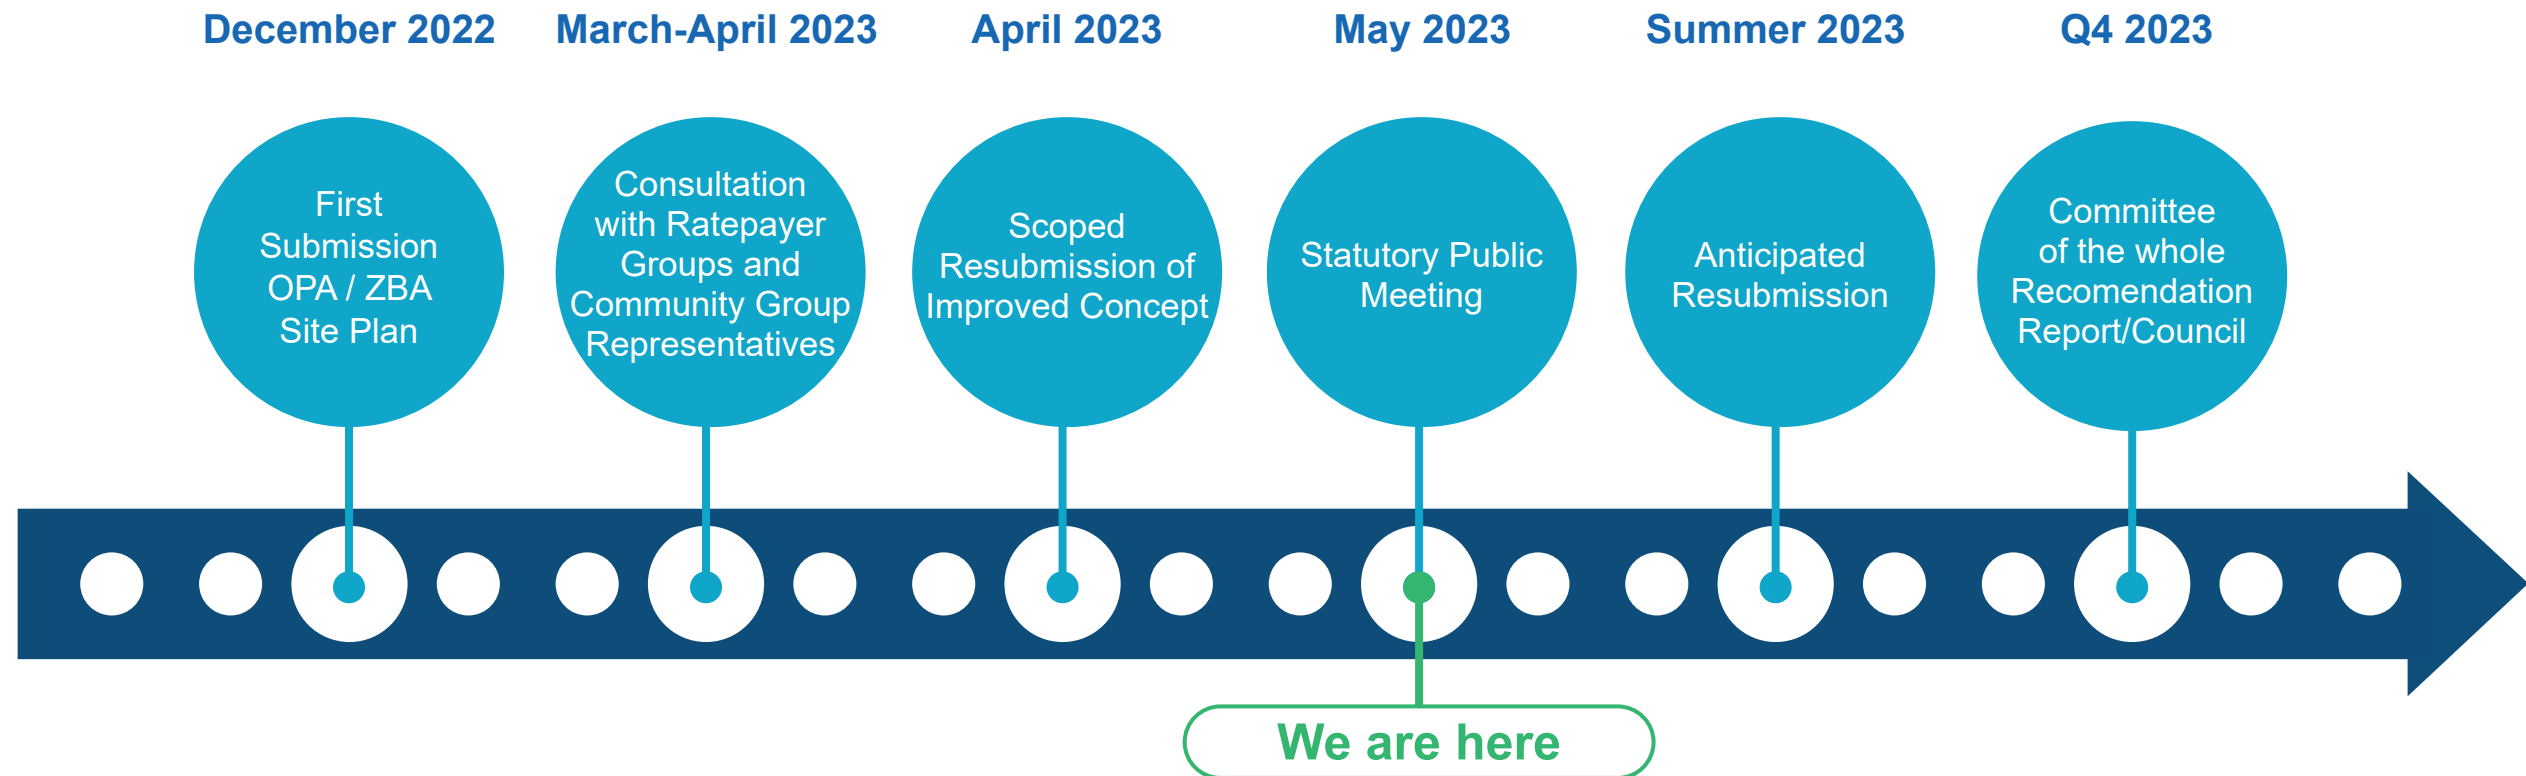 December 2022
March-April 2023
April 2023
May 2023
Summer 2023
Q4 2023
First
Submission
OPA / ZBA
Site Plan
Consultation
with Ratepayer
Groups and
Community Group
Representatives
Scoped
Resubmission of
Improved Concept
Statutory Public
Meeting
Anticipated
Resubmission
Committee
of the whole
Recomendation
Report/Council
We are here